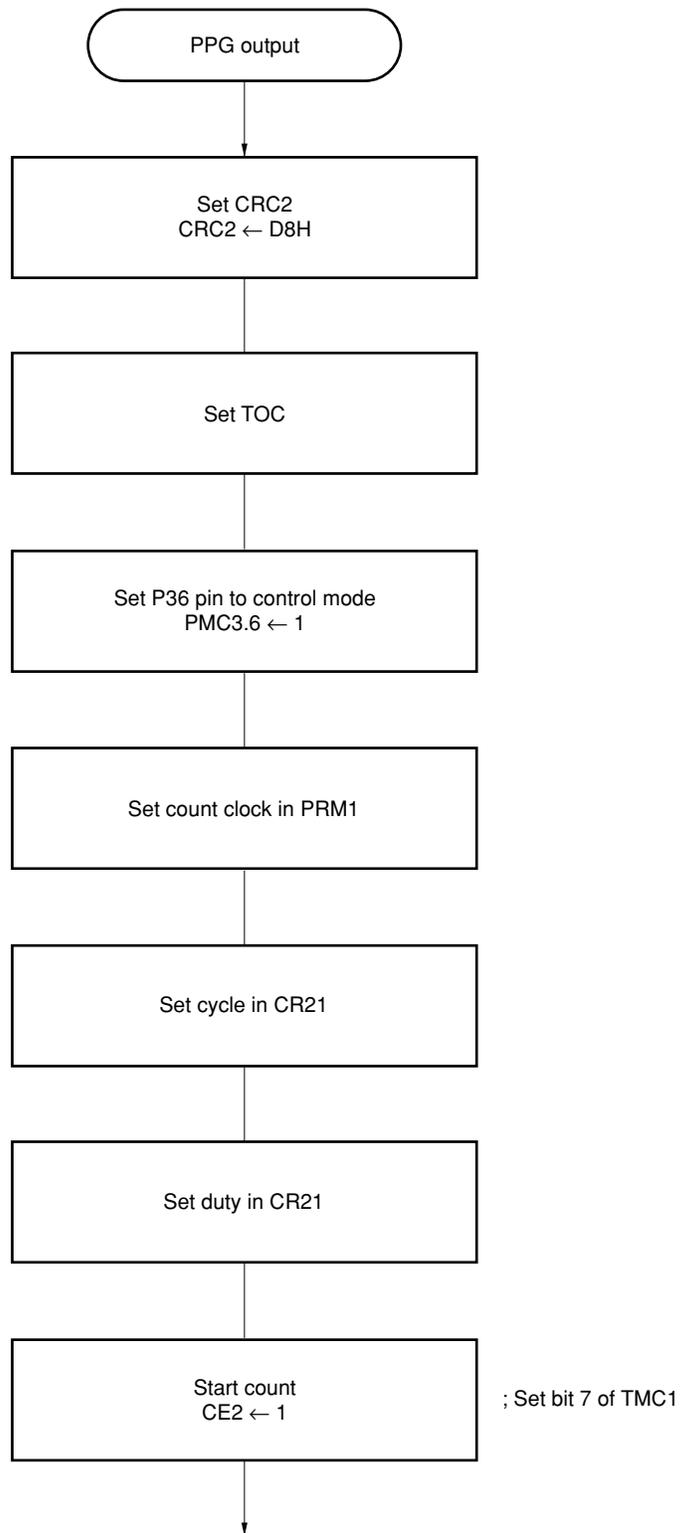 PPG output
Set CRC2
CRC2 ← D8H
Set TOC
Set P36 pin to control mode
PMC3.6 ← 1
Set count clock in PRM1
Set cycle in CR21
Set duty in CR21
Start count
CE2 ← 1
; Set bit 7 of TMC1